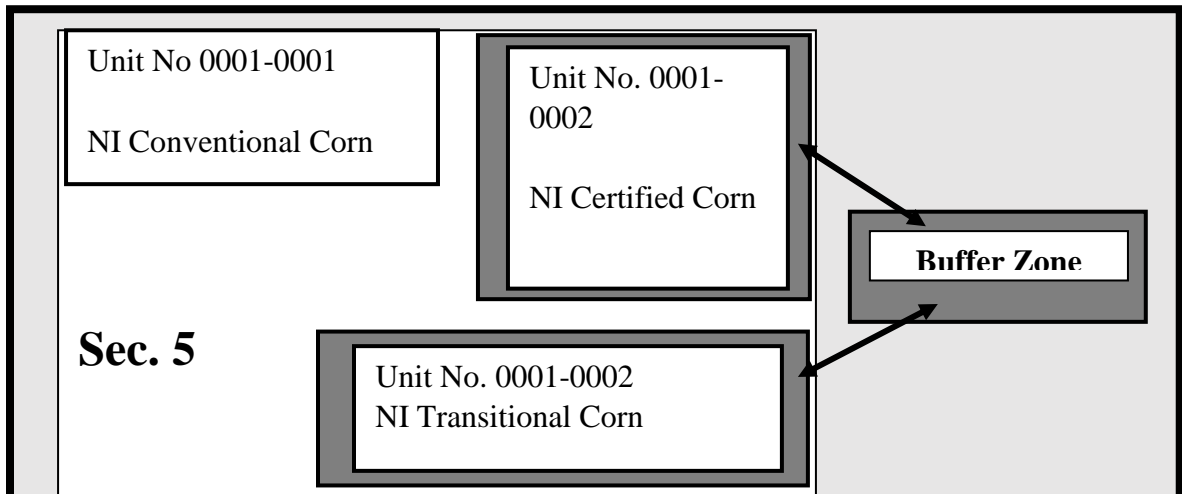 Unit No 0001-0001
NI Conventional Corn
Unit No. 0001-
0002
NI Certified Corn
Buffer Zone
Sec. 5
Unit No. 0001-0002
NI Transitional Corn